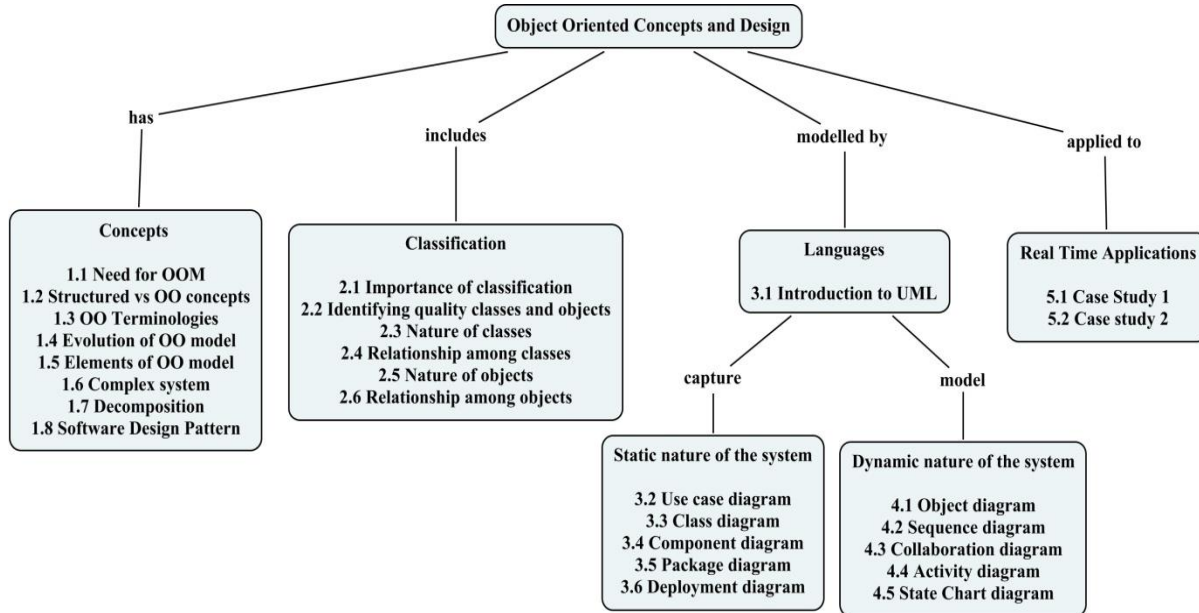 Object Oriented Concepts and Design
has
includes
modelled by
applied to
Concepts
1.1 Need for OOM
1.2 Structured vs OO concepts
1.3 OO Terminologies
1.4 Evolution of OO model
1.5 Elements of OO model
1.6 Complex system
1.7 Decomposition
1.8 Software Design Pattern
Classification
2.1 Importance of classification
2.2 Identifying quality classes and objects
2.3 Nature of classes
2.4 Relationship among classes
2.5 Nature of objects
2.6 Relationship among objects
Languages
3.1 Introduction to UML
Real Time Applications
5.1 Case Study 1
5.2 Case study 2
capture
model
Static nature of the system
3.2 Use case diagram
3.3 Class diagram
3.4 Component diagram
3.5 Package diagram
3.6 Deployment diagram
Dynamic nature of the system
4.1 Object diagram
4.2 Sequence diagram
4.3 Collaboration diagram
4.4 Activity diagram
4.5 State Chart diagram